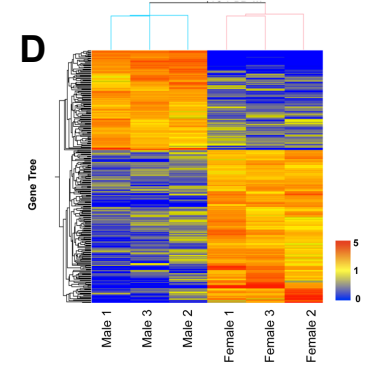 D
Gene Tree
5
1
0
Male 1
Male 3
Male 2
Female 1
Female 3
Female 2